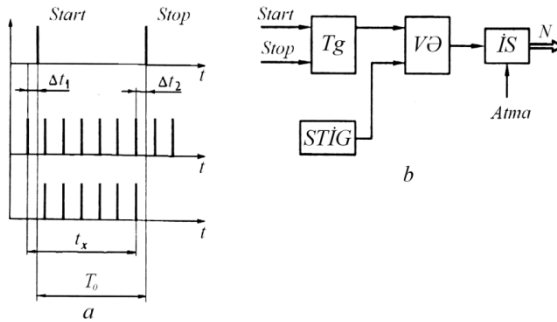 Start Stop
t
Δt₁ Δt₂
t
t
tₓ
T₀
a
Start
Stop
Tg
VƏ
İS
N
STİG
Atma
b